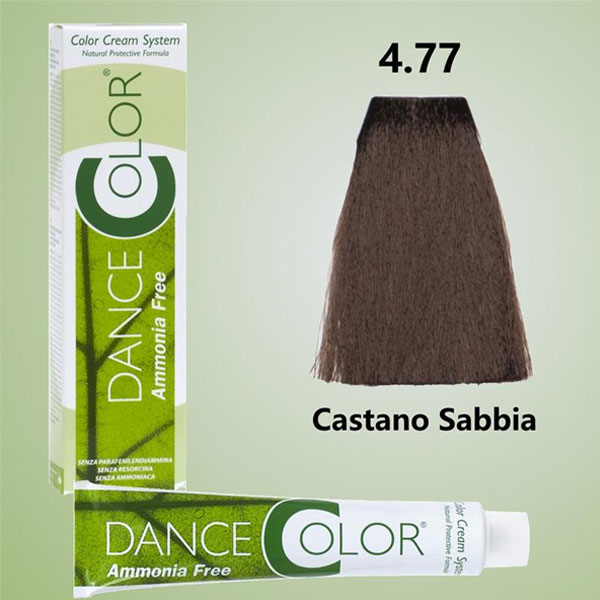 Color Cream System
Natural Protective Formula
DANCE COLOR®
Ammonia Free
SENZA PARAFENILENDIAMMINA
SENZA RESORCINA
SENZA AMMONIACA
4.77
Castano Sabbia
DANCE COLOR®
Ammonia Free
Color Cream System
Natural Protective Formula